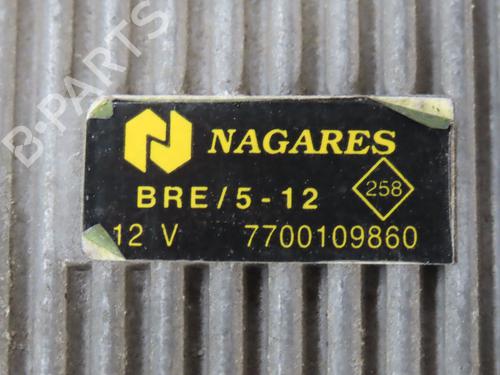 B-PARTS
NAGARES
BRE/5-12
258
12 V 7700109860